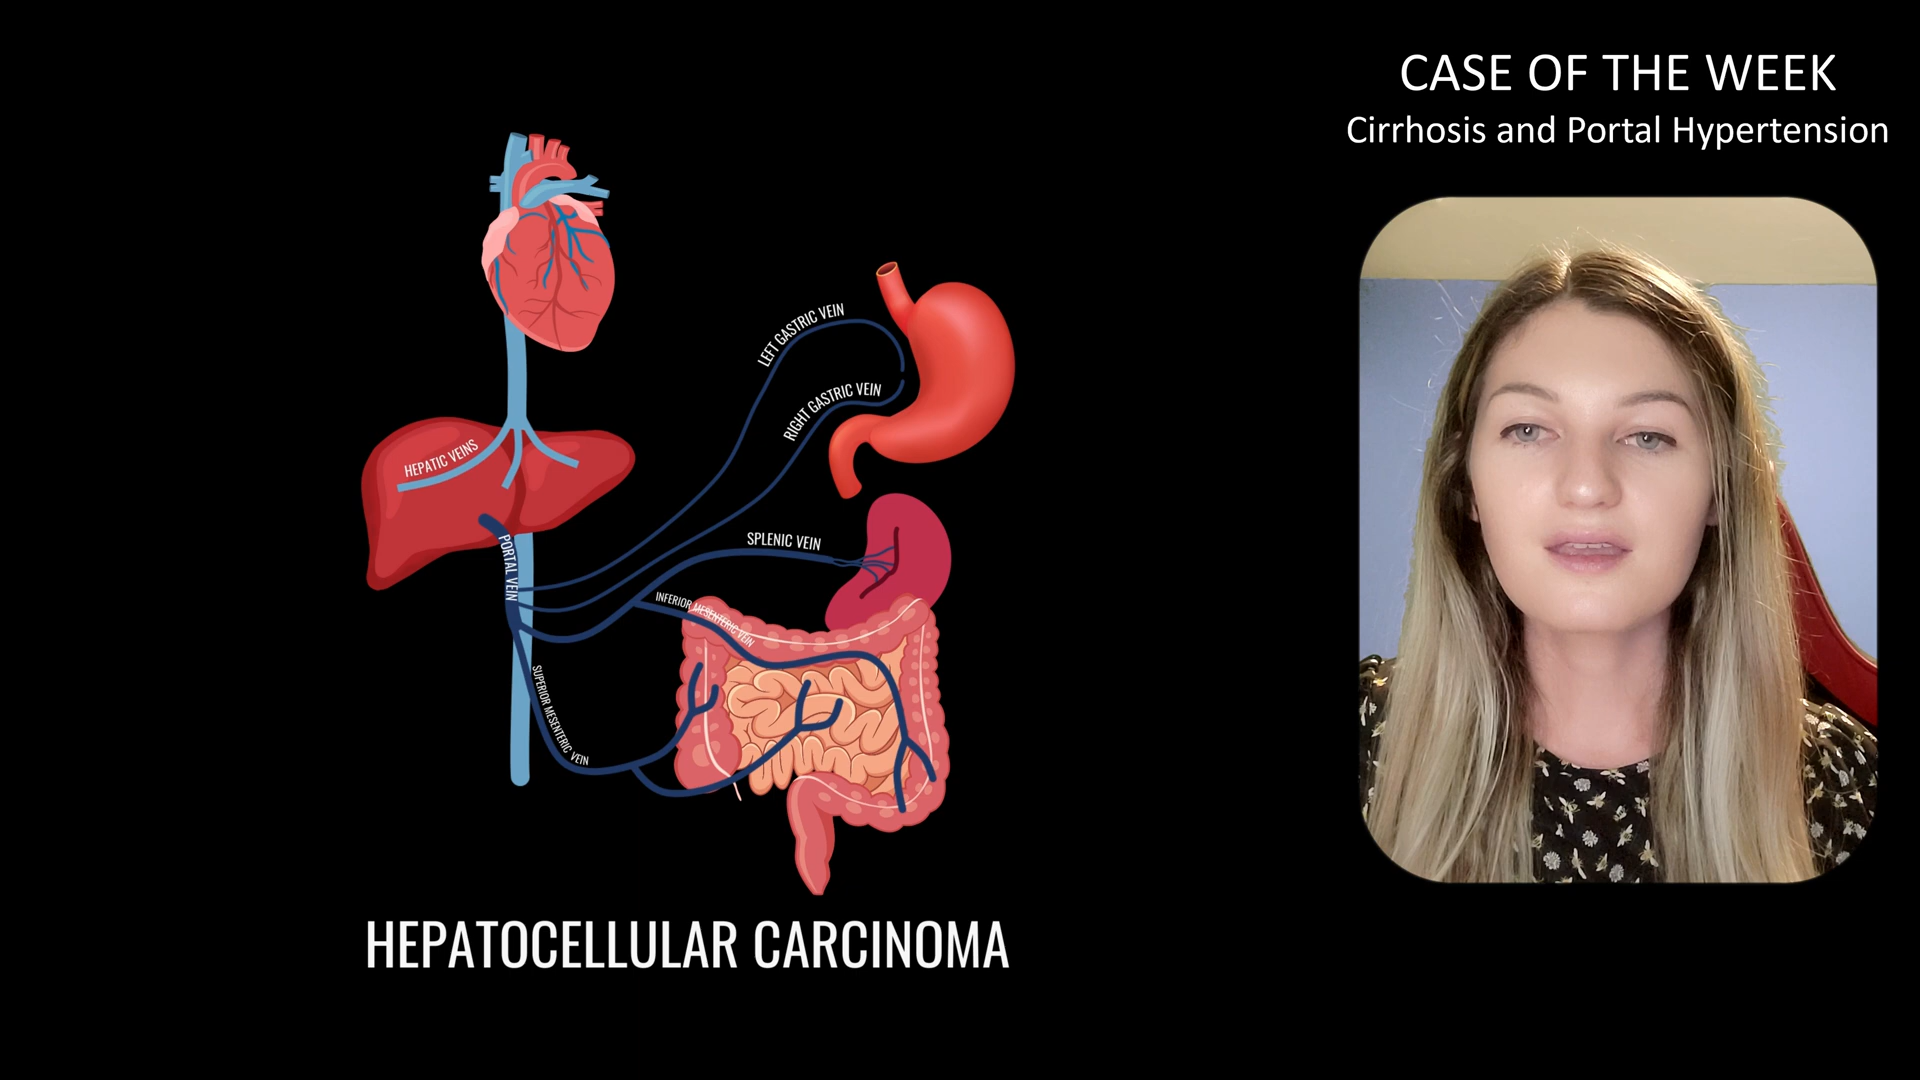 CASE OF THE WEEK
Cirrhosis and Portal Hypertension
LEFT GASTRIC VEIN
RIGHT GASTRIC VEIN
HEPATIC VEINS
PORTAL VEIN
SPLENIC VEIN
INFERIOR MESENTERIC VEIN
SUPERIOR MESENTERIC VEIN
HEPATOCELLULAR CARCINOMA